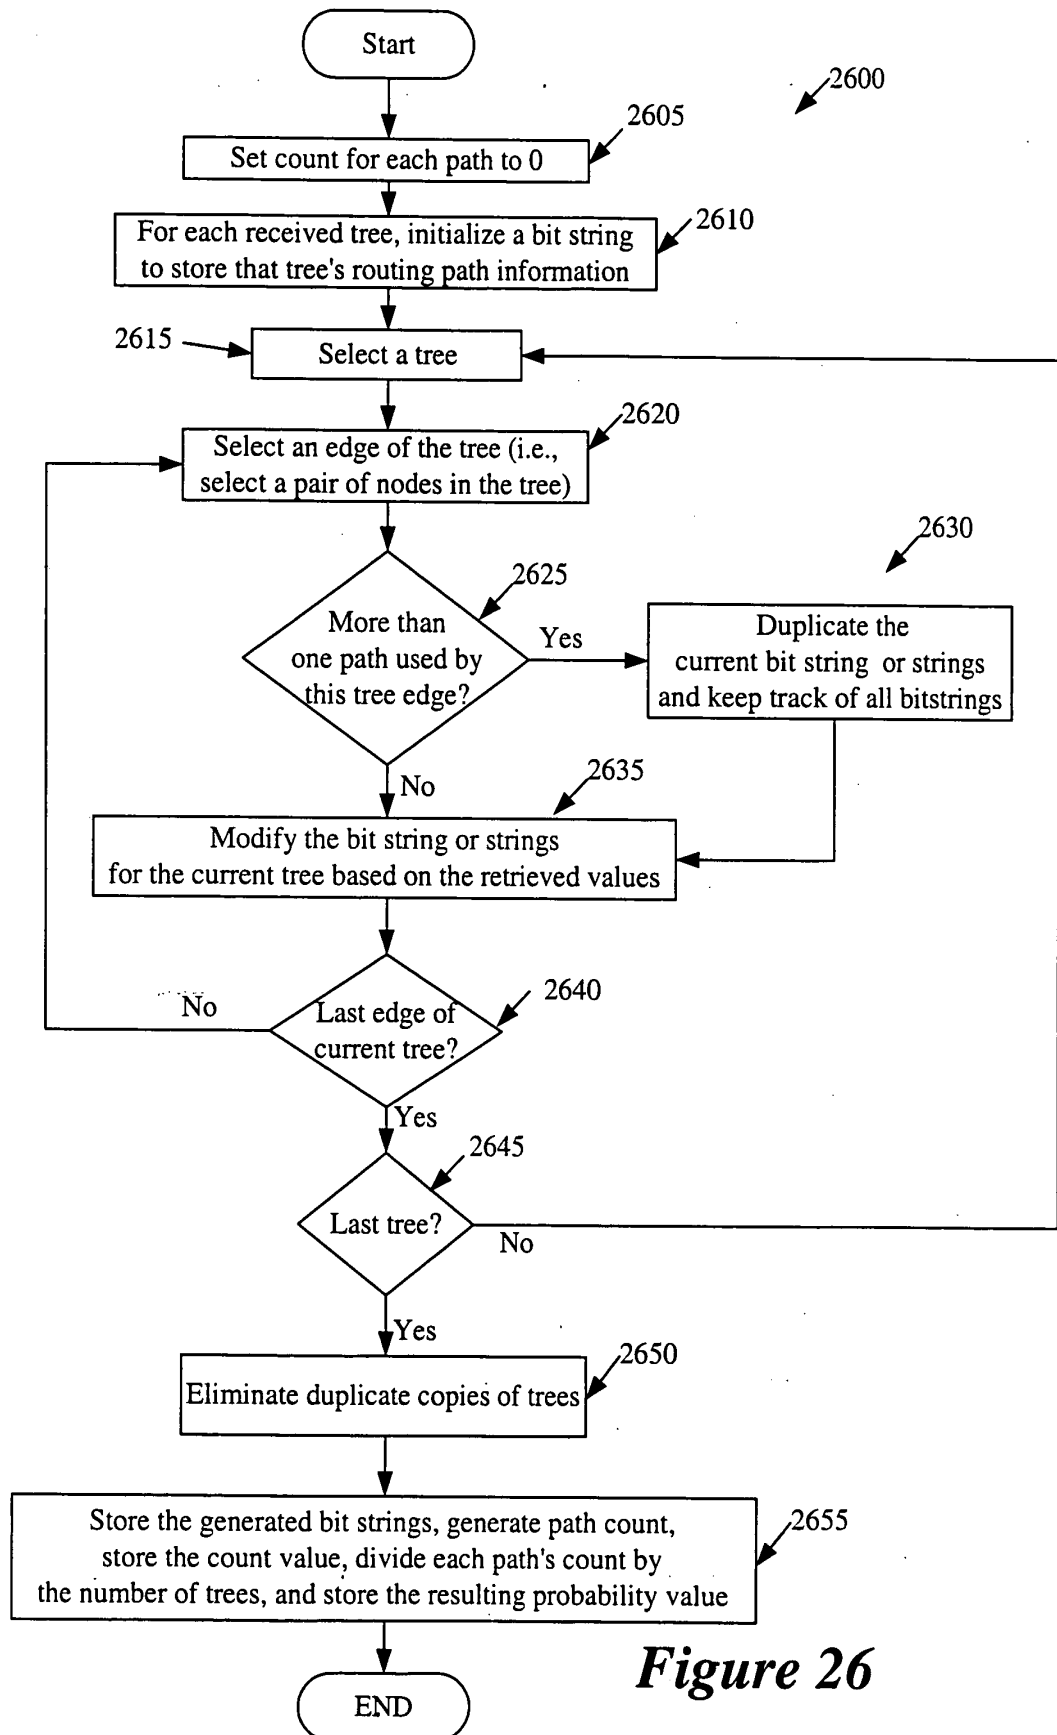 Start
2600
2605
Set count for each path to 0
2610
For each received tree, initialize a bit string
to store that tree's routing path information
2615
Select a tree
2620
Select an edge of the tree (i.e.,
select a pair of nodes in the tree)
2630
2625
More than
one path used by
this tree edge?
Yes
Duplicate the
current bit string or strings
and keep track of all bitstrings
No
2635
Modify the bit string or strings
for the current tree based on the retrieved values
No
2640
Last edge of
current tree?
Yes
2645
Last tree?
No
Yes
2650
Eliminate duplicate copies of trees
2655
Store the generated bit strings, generate path count,
store the count value, divide each path's count by
the number of trees, and store the resulting probability value
Figure 26
END